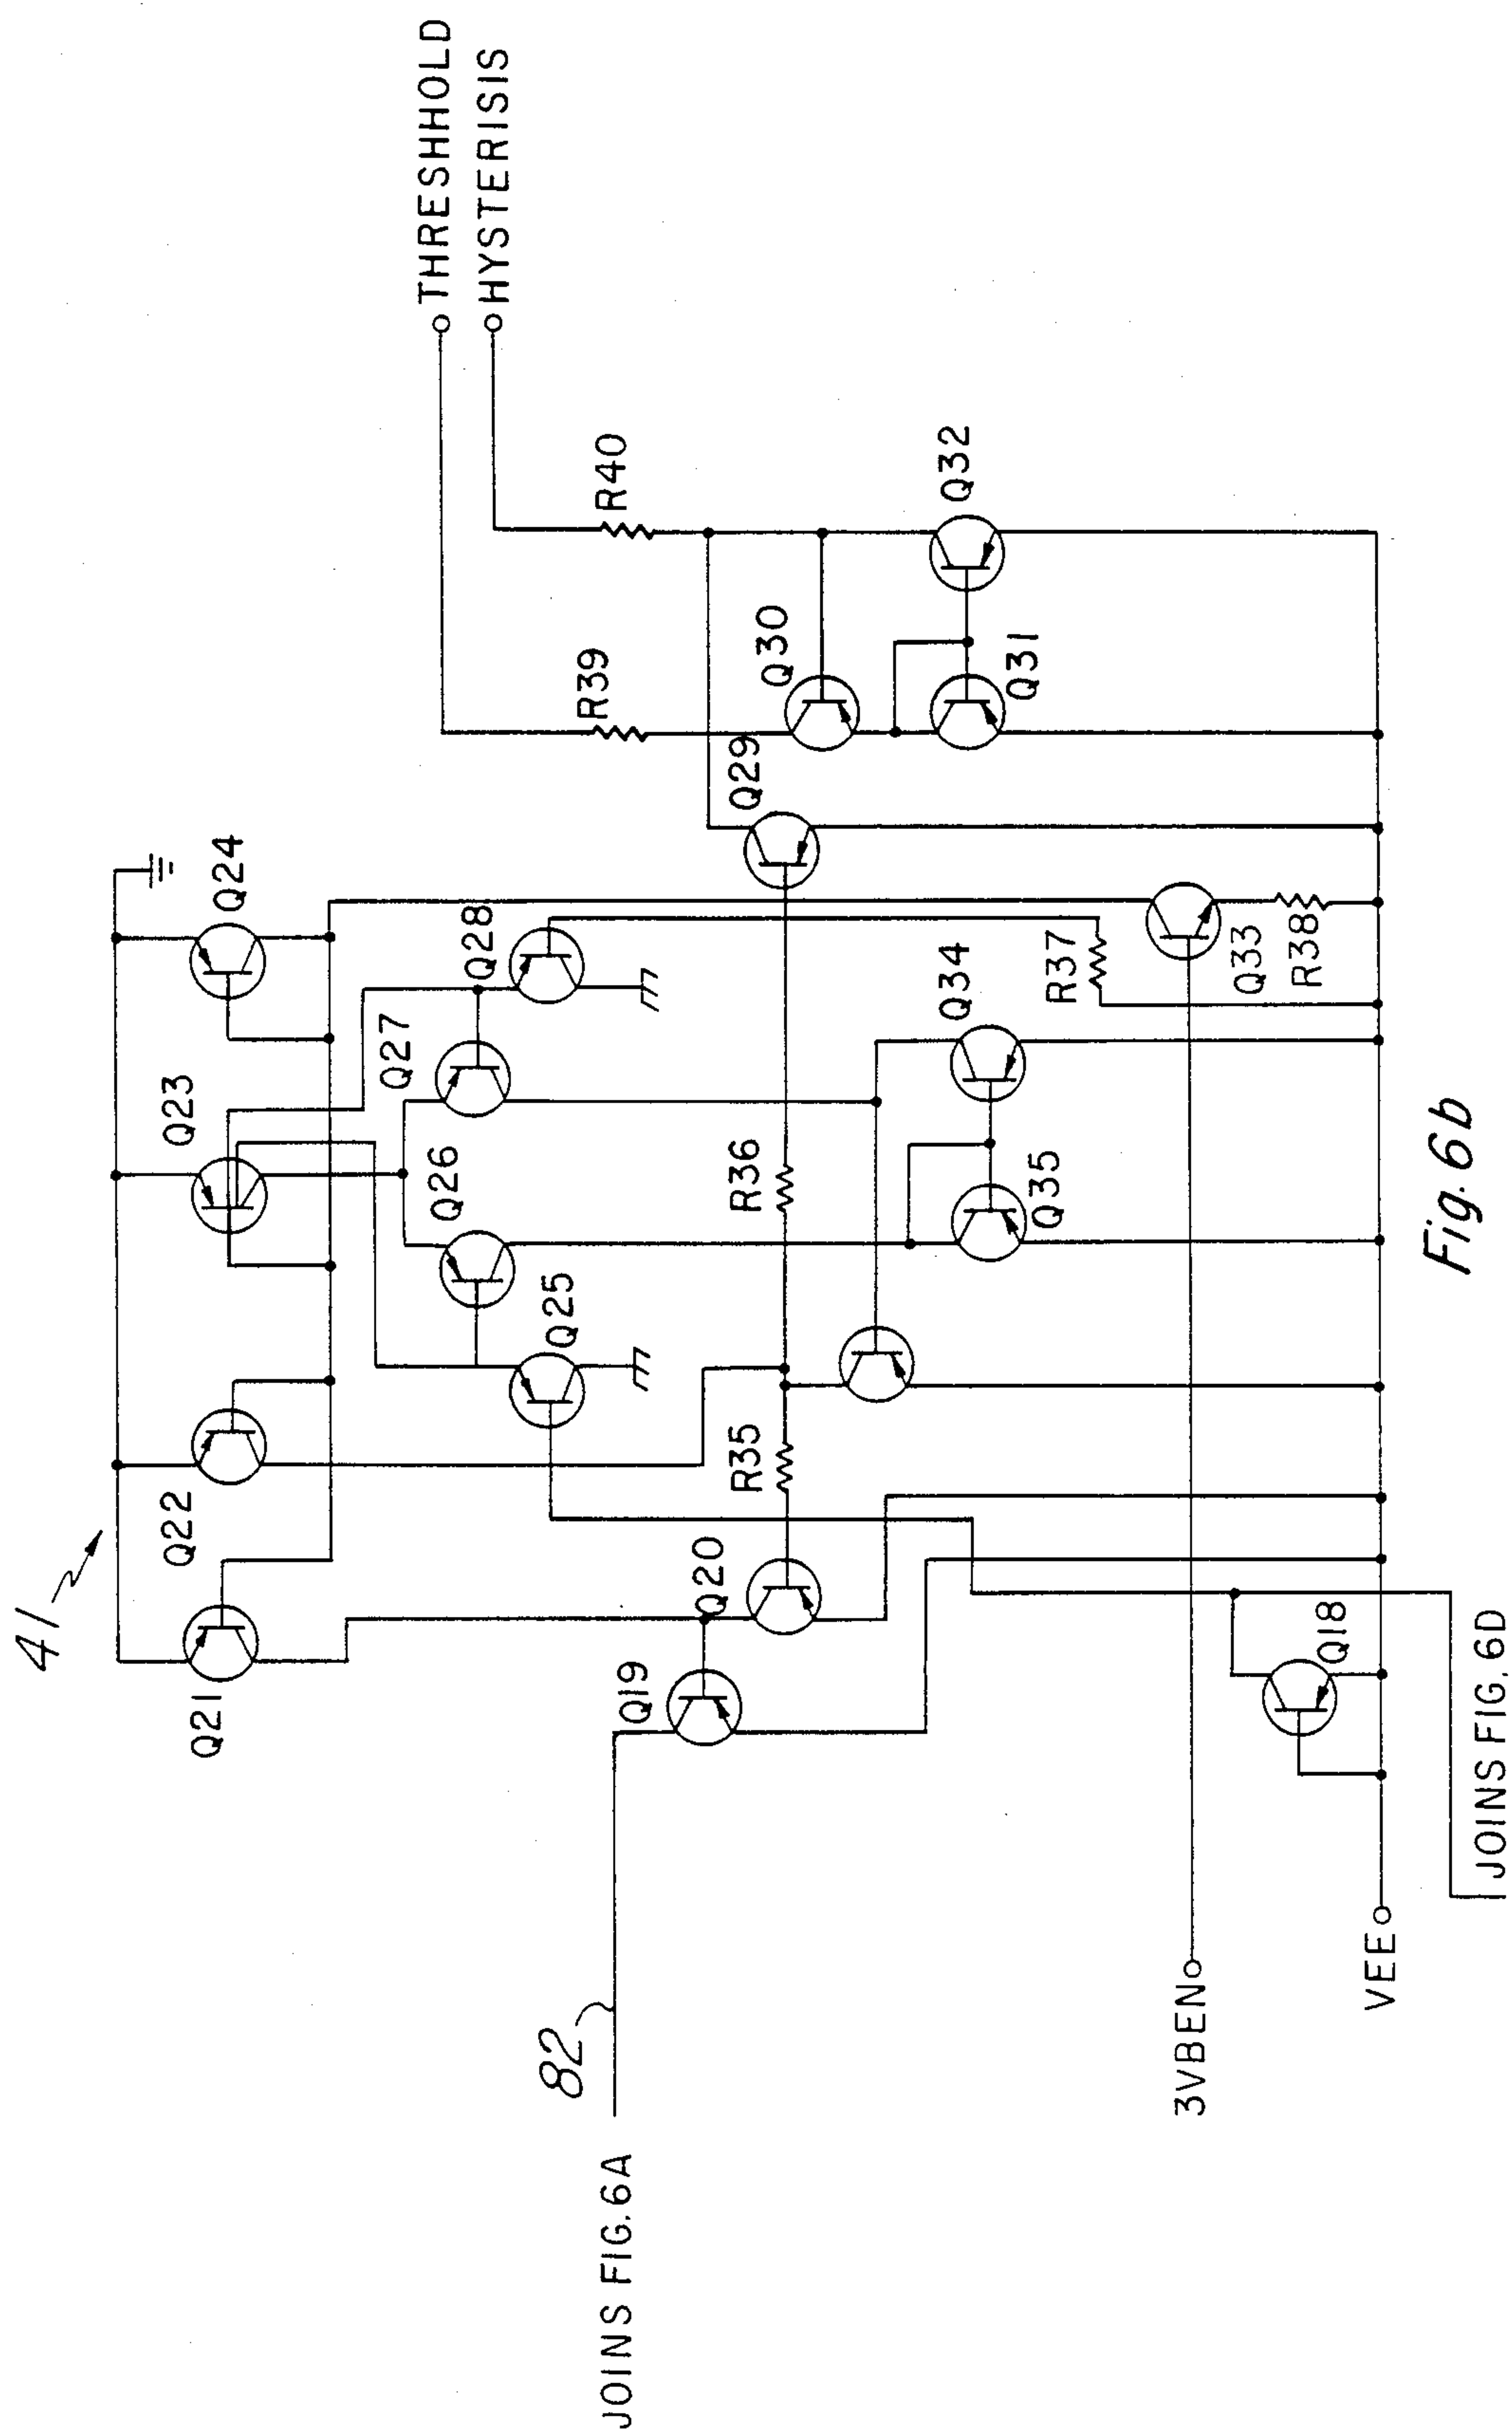 41
Q21
Q22
Q23
Q24
Q19
Q20
Q25
Q26
Q27
Q28
Q29
Q30
Q31
Q32
Q33
Q34
Q35
Q18
R35
R36
R37
R38
R39
R40
THRESHHOLD
HYSTERISIS
82
JOINS FIG. 6A
3VBEN
VEE
JOINS FIG. 6D
Fig. 6b